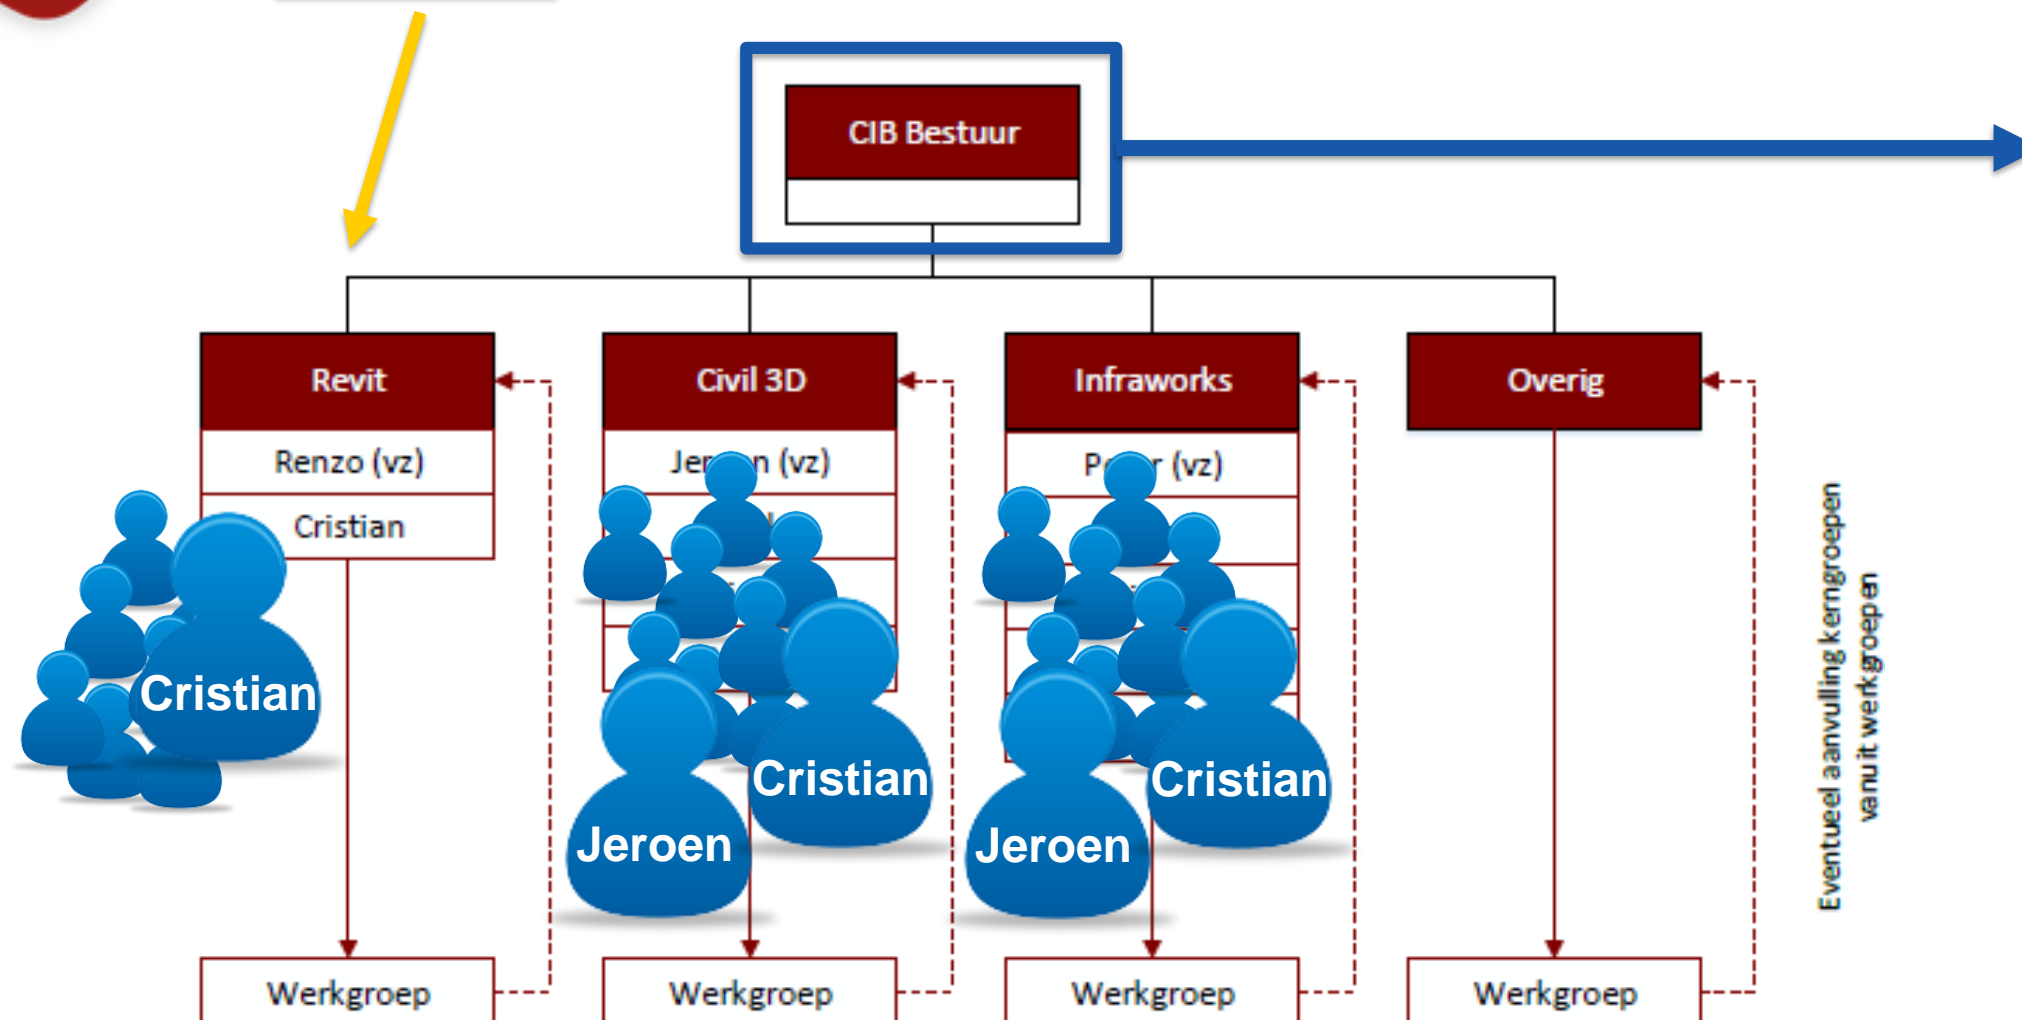 CIB Bestuur
Revit
Civil 3D
Infraworks
Overig
Renzo (vz)
(vz)
(vz)
Cristian
Cristian
Cristian
Cristian
Jeroen
Jeroen
Eventueel aanvulling kerngroepen
vanuit werkgroepen
Werkgroep
Werkgroep
Werkgroep
Werkgroep